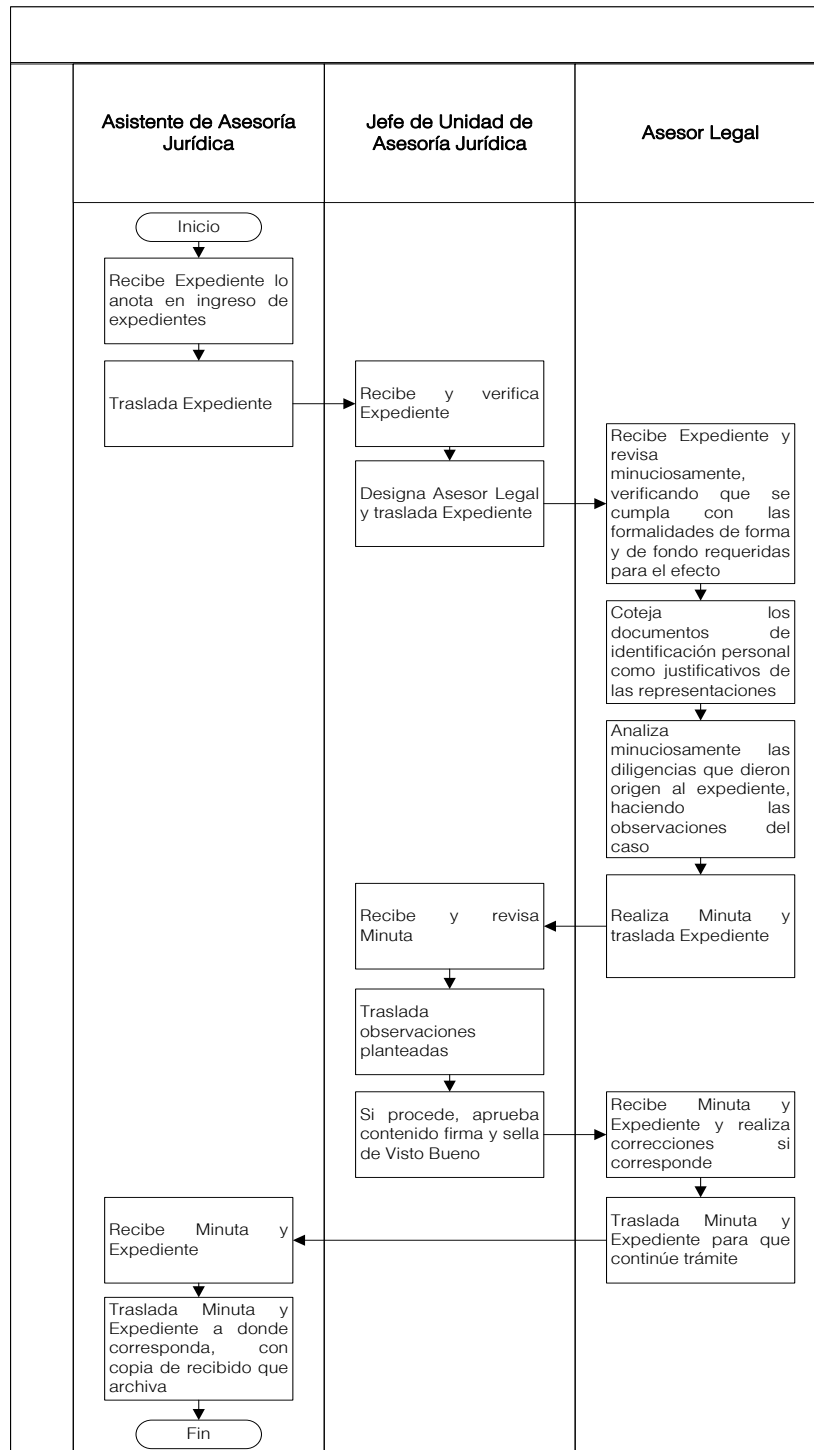 Asistente de Asesoría
Jurídica
Jefe de Unidad de
Asesoría Jurídica
Asesor Legal
Inicio
Recibe Expediente lo
anota en ingreso de
expedientes
Traslada Expediente
Recibe y verifica
Expediente
Designa Asesor Legal
y traslada Expediente
Recibe Expediente y
revisa
minuciosamente,
verificando que se
cumpla con las
formalidades de forma
y de fondo requeridas
para el efecto
Coteja los
documentos de
identificación personal
como justificativos de
las representaciones
Analiza
minuciosamente las
diligencias que dieron
origen al expediente,
haciendo las
observaciones del
caso
Realiza Minuta y
traslada Expediente
Recibe y revisa
Minuta
Traslada
observaciones
planteadas
Si procede, aprueba
contenido firma y sella
de Visto Bueno
Recibe Minuta y
Expediente y realiza
correcciones si
corresponde
Traslada Minuta y
Expediente para que
continúe trámite
Recibe Minuta y
Expediente
Traslada Minuta y
Expediente a donde
corresponda, con
copia de recibido que
archiva
Fin